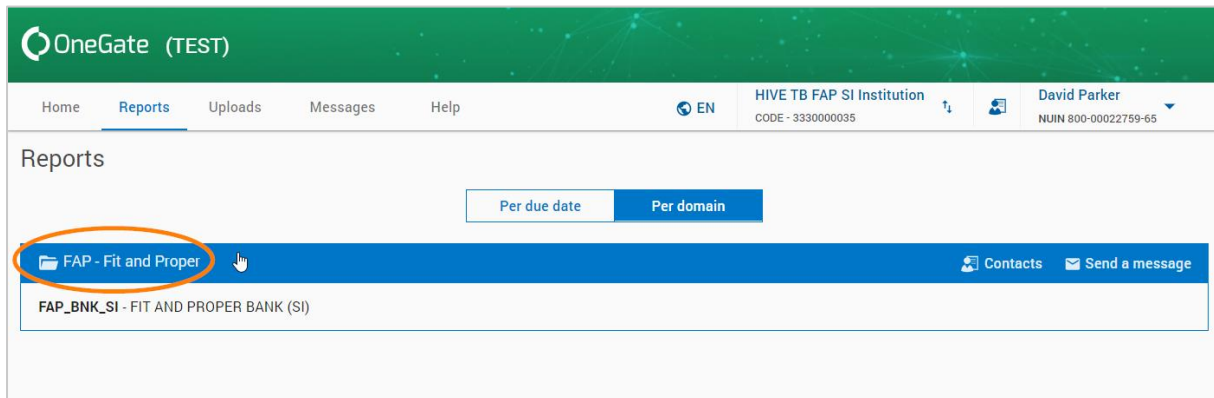 OneGate (TEST)
Home Reports Uploads Messages Help EN HIVE TB FAP SI Institution David Parker
CODE - 3330000035 NUIN 800-00022759-65
Reports
Per due date Per domain
FAP - Fit and Proper Contacts Send a message
FAP_BNK_SI - FIT AND PROPER BANK (SI)